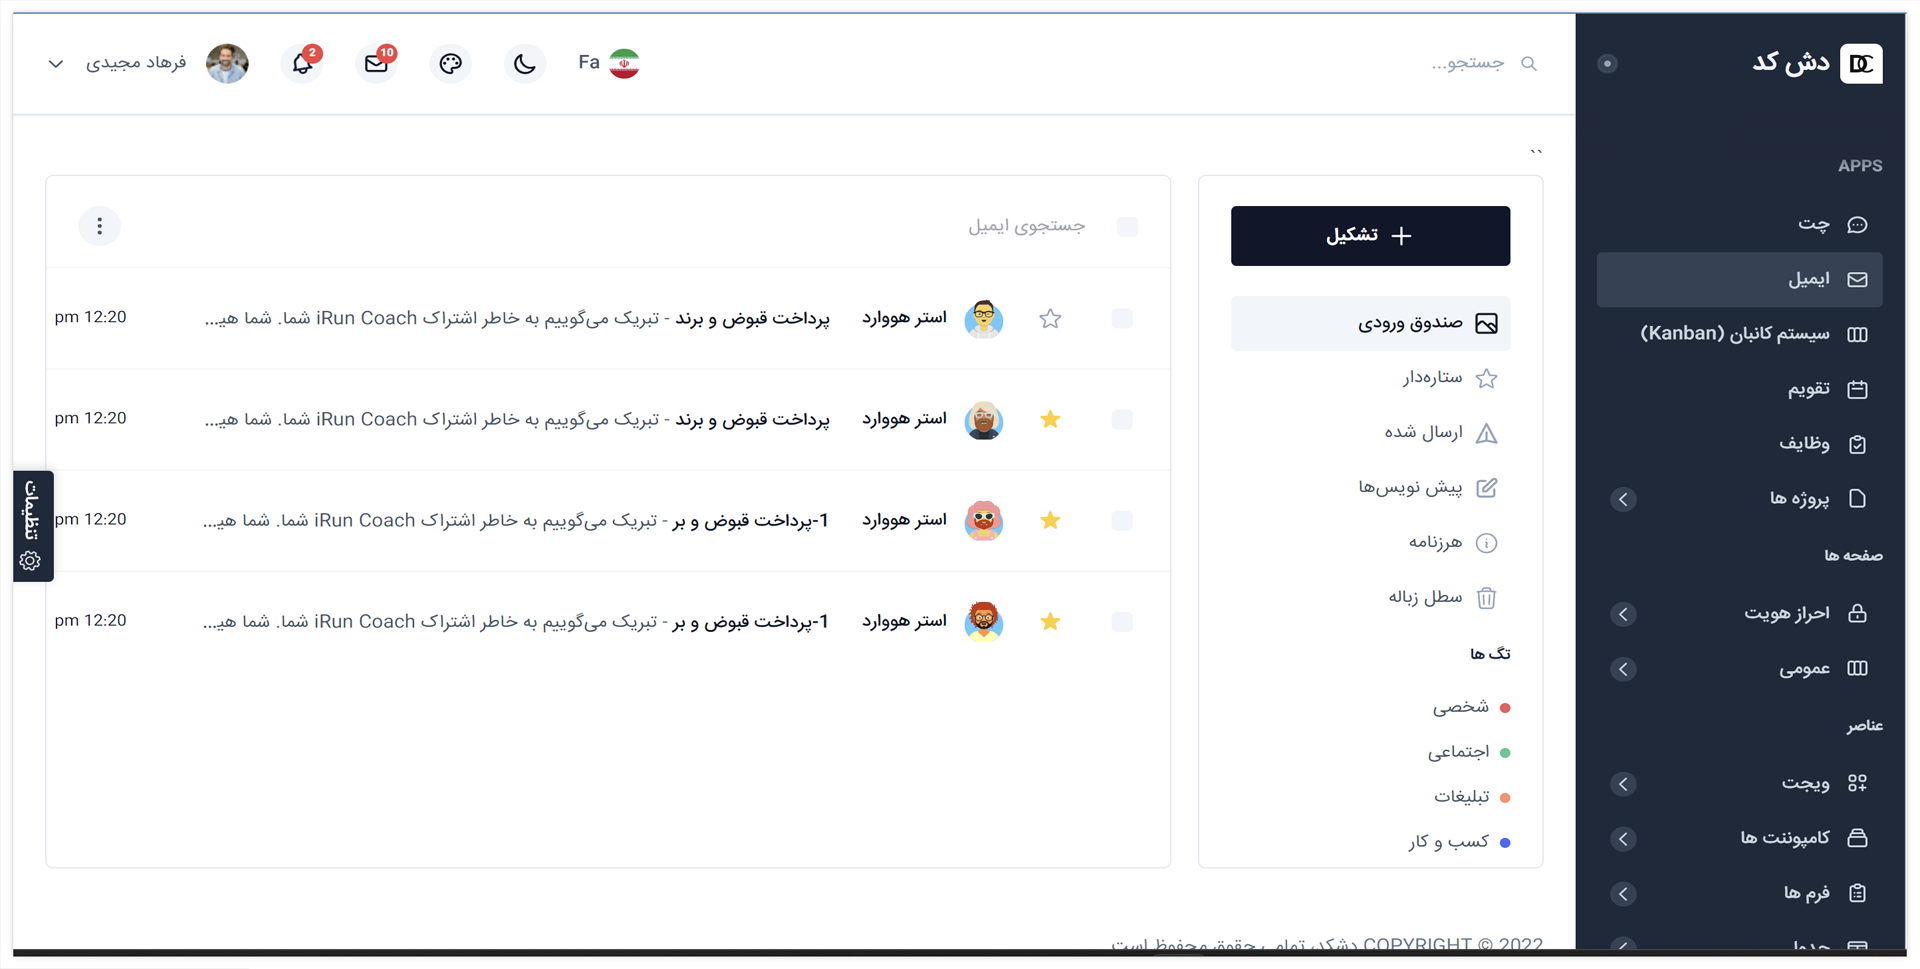 دش کد
جستجو...
Fa
10
2
فرهاد مجیدی
APPS
چت
ایمیل
سیستم کانبان (Kanban)
تقویم
وظایف
پروژه ها
صفحه ها
احراز هویت
عمومی
عناصر
ویجت
کامپوننت ها
فرم ها
``
تشکیل
صندوق ورودی
ستاره‌دار
ارسال شده
پیش نویس‌ها
هرزنامه
سطل زباله
تگ ها
شخصی
اجتماعی
تبلیغات
کسب و کار
جستجوی ایمیل
استر هووارد پرداخت قبوض و برند - تبریک می‌گوییم به خاطر اشتراک iRun Coach شما. شما هیـ... 12:20 pm
استر هووارد پرداخت قبوض و برند - تبریک می‌گوییم به خاطر اشتراک iRun Coach شما. شما هیـ... 12:20 pm
استر هووارد 1-پرداخت قبوض و بر - تبریک می‌گوییم به خاطر اشتراک iRun Coach شما. شما هیـ... 12:20 pm
استر هووارد 1-پرداخت قبوض و بر - تبریک می‌گوییم به خاطر اشتراک iRun Coach شما. شما هیـ... 12:20 pm
تنظیمات
COPYRIGHT © 2022 دشکد, تمامی حقوق محفوظ است